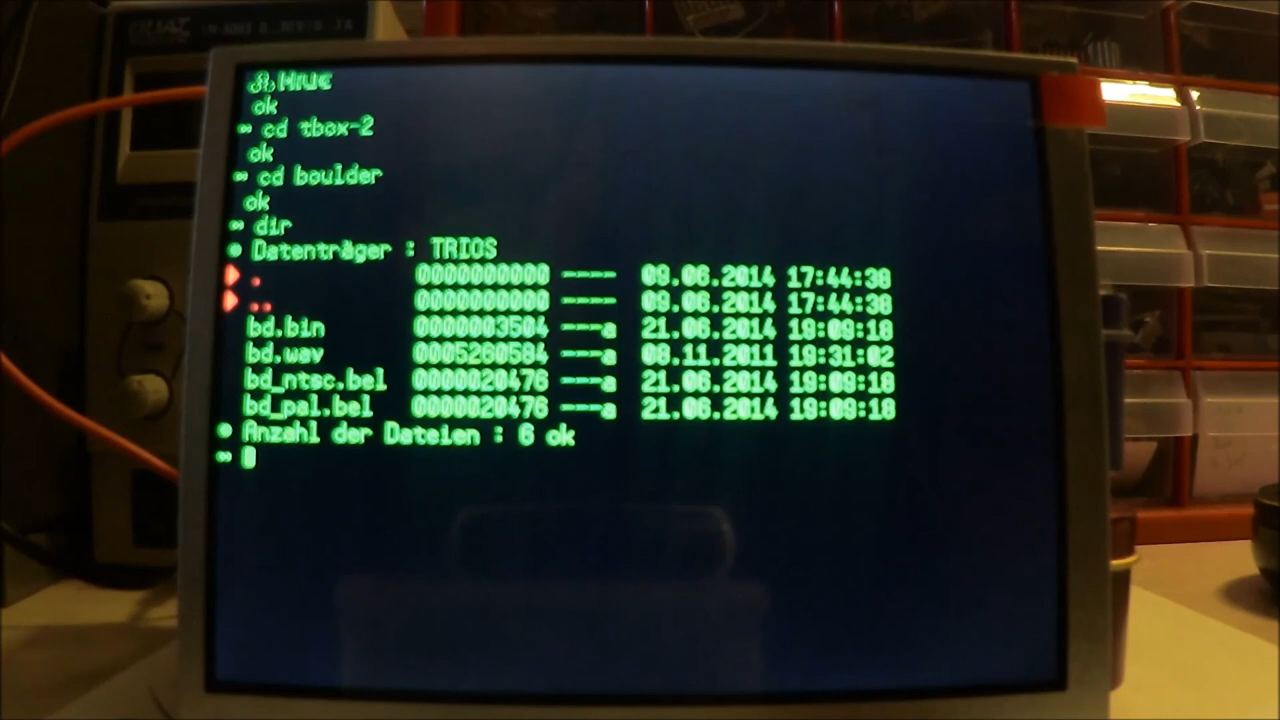 ok
∞ cd tbox-2
ok
∞ cd boulder
ok
∞ dir
● Datenträger : TRIOS
. 0000000000 ---- 09.06.2014 17:44:38
.. 0000000000 ---- 09.06.2014 17:44:38
bd.bin 0000003504 ---a 21.06.2014 19:09:18
bd.wav 0005260584 ---a 08.11.2011 19:31:02
bd_ntsc.bel 0000020476 ---a 21.06.2014 19:09:18
bd_pal.bel 0000020476 ---a 21.06.2014 19:09:18
● Anzahl der Dateien : 6 ok
∞